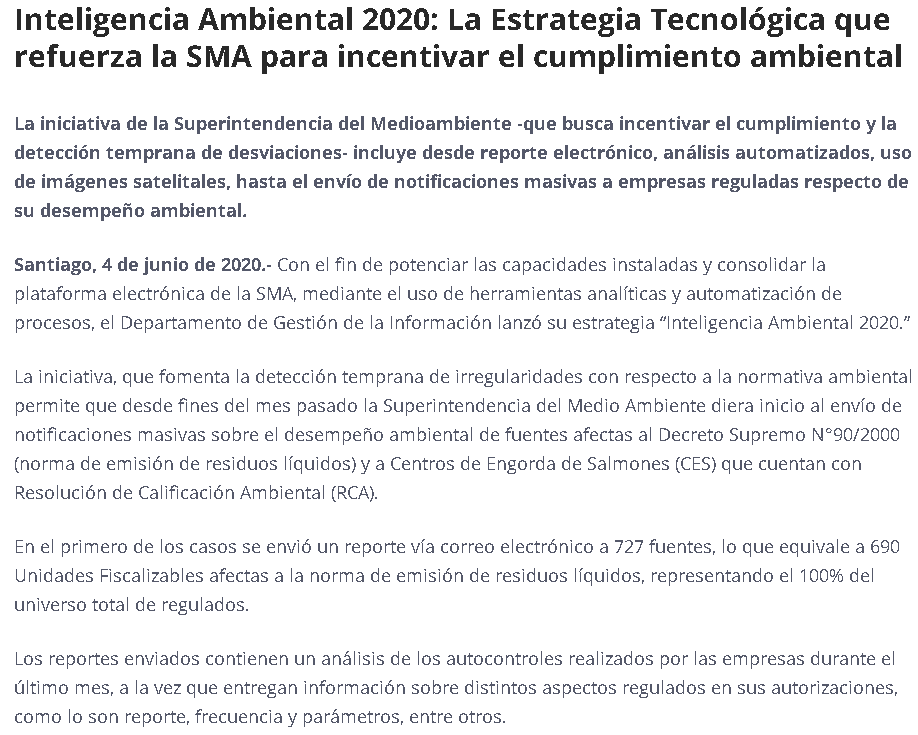 Inteligencia Ambiental 2020: La Estrategia Tecnológica que
refuerza la SMA para incentivar el cumplimiento ambiental
La iniciativa de la Superintendencia del Medioambiente -que busca incentivar el cumplimiento y la
detección temprana de desviaciones- incluye desde reporte electrónico, análisis automatizados, uso
de imágenes satelitales, hasta el envío de notificaciones masivas a empresas reguladas respecto de
su desempeño ambiental.
Santiago, 4 de junio de 2020.- Con el fin de potenciar las capacidades instaladas y consolidar la
plataforma electrónica de la SMA, mediante el uso de herramientas analíticas y automatización de
procesos, el Departamento de Gestión de la Información lanzó su estrategia “Inteligencia Ambiental 2020.”
La iniciativa, que fomenta la detección temprana de irregularidades con respecto a la normativa ambiental
permite que desde fines del mes pasado la Superintendencia del Medio Ambiente diera inicio al envío de
notificaciones masivas sobre el desempeño ambiental de fuentes afectas al Decreto Supremo N°90/2000
(norma de emisión de residuos líquidos) y a Centros de Engorda de Salmones (CES) que cuentan con
Resolución de Calificación Ambiental (RCA).
En el primero de los casos se envió un reporte vía correo electrónico a 727 fuentes, lo que equivale a 690
Unidades Fiscalizables afectas a la norma de emisión de residuos líquidos, representando el 100% del
universo total de regulados.
Los reportes enviados contienen un análisis de los autocontroles realizados por las empresas durante el
último mes, a la vez que entregan información sobre distintos aspectos regulados en sus autorizaciones,
como lo son reporte, frecuencia y parámetros, entre otros.